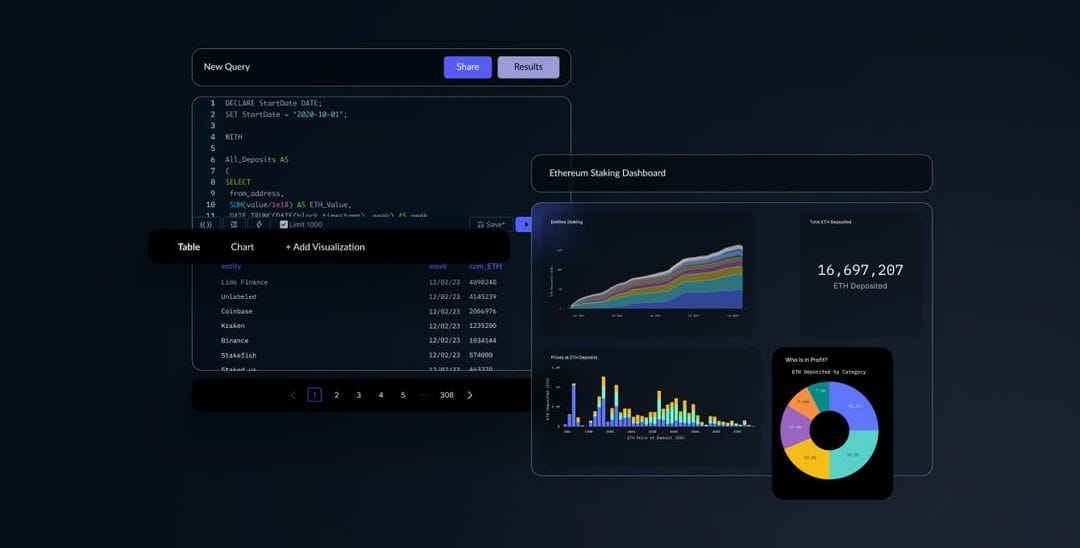 New Query
Share
Results
1 DECLARE StartDate DATE;
2 SET StartDate = '2020-10-01';
3
4 WITH
5
6 All_Deposits AS
7 (
8 SELECT
9 from_address,
10 SUM(value/1e18) AS ETH_Value,
11 DATE_TRUNC(DATE(block_timestamp), week) AS week
{{ }}
Limit 1000
Save*
Table
Chart
+ Add Visualization
entity week cum_ETH
Lido Finance 12/02/23 4898240
Unlabeled 12/02/23 4145239
Coinbase 12/02/23 2066976
Kraken 12/02/23 1235200
Binance 12/02/23 1034144
Stakefish 12/02/23 574080
Staked.us 12/02/23 463328
1 2 3 4 5 ... 308
Ethereum Staking Dashboard
Entities Staking
Total ETH Deposited
16,697,207
ETH Deposited
Prices at ETH Deposits
ETH Deposited (ETH)
ETH Price at Deposit (USD)
Who Is in Profit?
ETH Deposited by Category